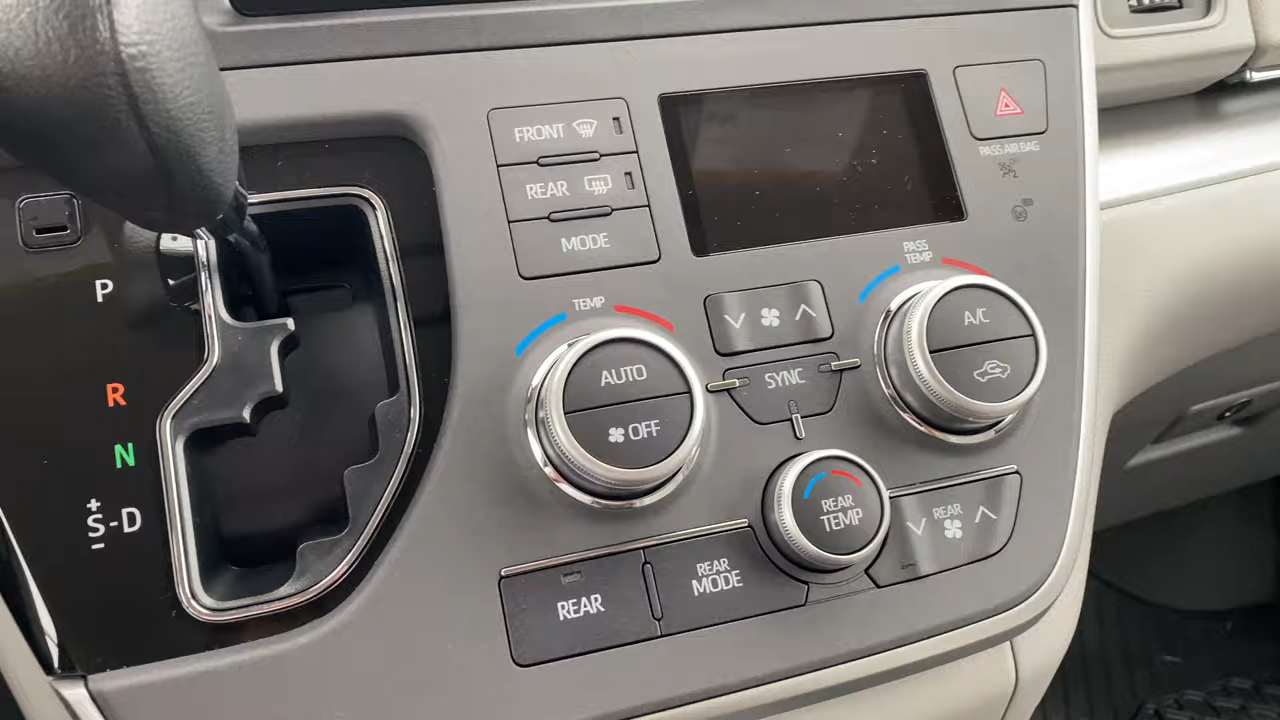 P
R
N
+
S-D
−
FRONT
REAR
MODE
PASS AIR BAG
TEMP
AUTO
OFF
PASS
TEMP
A/C
SYNC
REAR
TEMP
REAR
REAR
REAR
MODE